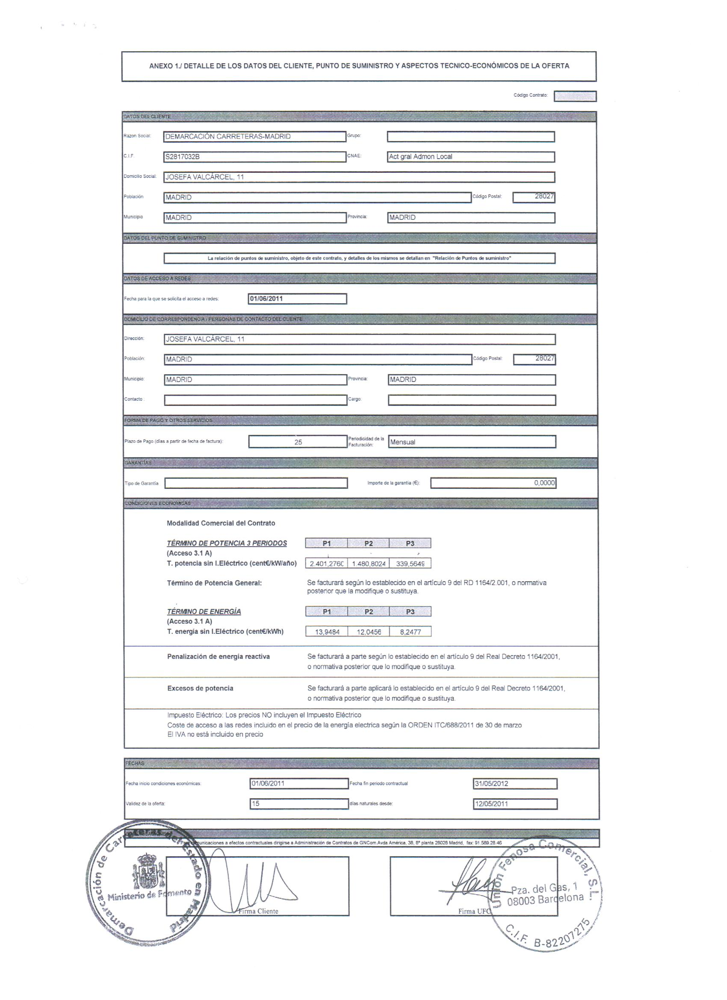 ANEXO 1./ DETALLE DE LOS DATOS DEL CLIENTE, PUNTO DE SUMINISTRO Y ASPECTOS TECNICO-ECONÓMICOS DE LA OFERTA
Código Contrato:
DATOS DEL CLIENTE
Razon Social: DEMARCACIÓN CARRETERAS-MADRID Grupo:
C.I.F. S2817032B CNAE: Act gral Admon Local
Domicilio Social: JOSEFA VALCÁRCEL, 11
Población MADRID Código Postal: 28027
Municipio MADRID Provincia: MADRID
DATOS DEL PUNTO DE SUMINISTRO
La relación de puntos de suministro, objeto de este contrato, y detalles de los mismos se detallan en "Relación de Puntos de suministro"
DATOS DE ACCESO A REDES
Fecha para la que se solicita el acceso a redes: 01/06/2011
DOMICILIO DE CORRESPONDENCIA / PERSONAS DE CONTACTO DEL CLIENTE
Dirección: JOSEFA VALCÁRCEL, 11
Población: MADRID Código Postal: 28027
Municipio: MADRID Provincia: MADRID
Contacto : Cargo:
FORMA DE PAGO Y OTROS SERVICIOS
Plazo de Pago (días a partir de fecha de factura): 25 Periodicidad de la Facturación: Mensual
GARANTÍAS
Tipo de Garantía Importe de la garantia (€): 0,0000
CONDICIONES ECONOMICAS
Modalidad Comercial del Contrato
TÉRMINO DE POTENCIA 3 PERIODOS P1 P2 P3
(Acceso 3.1 A)
T. potencia sin I.Eléctrico (cent€/kW/año) 2.401,2760 1.480,8024 339,5649
Término de Potencia General: Se facturará según lo establecido en el artículo 9 del RD 1164/2.001, o normativa
posterior que la modifique o sustituya.
TÉRMINO DE ENERGÍA P1 P2 P3
(Acceso 3.1 A)
T. energía sin I.Eléctrico (cent€/kWh) 13,9484 12,0456 8,2477
Penalización de energía reactiva Se facturará a parte según lo establecido en el artículo 9 del Real Decreto 1164/2001,
o normativa posterior que lo modifique o sustituya.
Excesos de potencia Se facturará a parte aplicará lo establecido en el artículo 9 del Real Decreto 1164/2001,
o normativa posterior que lo modifique o sustituya.
Impuesto Eléctrico: Los precios NO incluyen el Impuesto Eléctrico
Coste de acceso a las redes incluido en el precio de la energía electrica según la ORDEN ITC/688/2011 de 30 de marzo
El IVA no está incluido en precio
FECHAS
Fecha inicio condiciones económicas: 01/06/2011 Fecha fin periodo contractual 31/05/2012
Validez de la oferta: 15 días naturales desde: 12/05/2011
Para comunicaciones a efectos contractuales dirigirse a Administración de Contratos de GNCom.Avda América, 38, 6ª planta 28028 Madrid, fax: 91.589.28.46
Demarcación de Carreteras del Estado en Madrid
Ministerio de Fomento
Firma Cliente
Firma UFC
Unión Fenosa Comercial, S.L.
Pza. del Gas, 1
08003 Barcelona
C.I.F. B-82207275